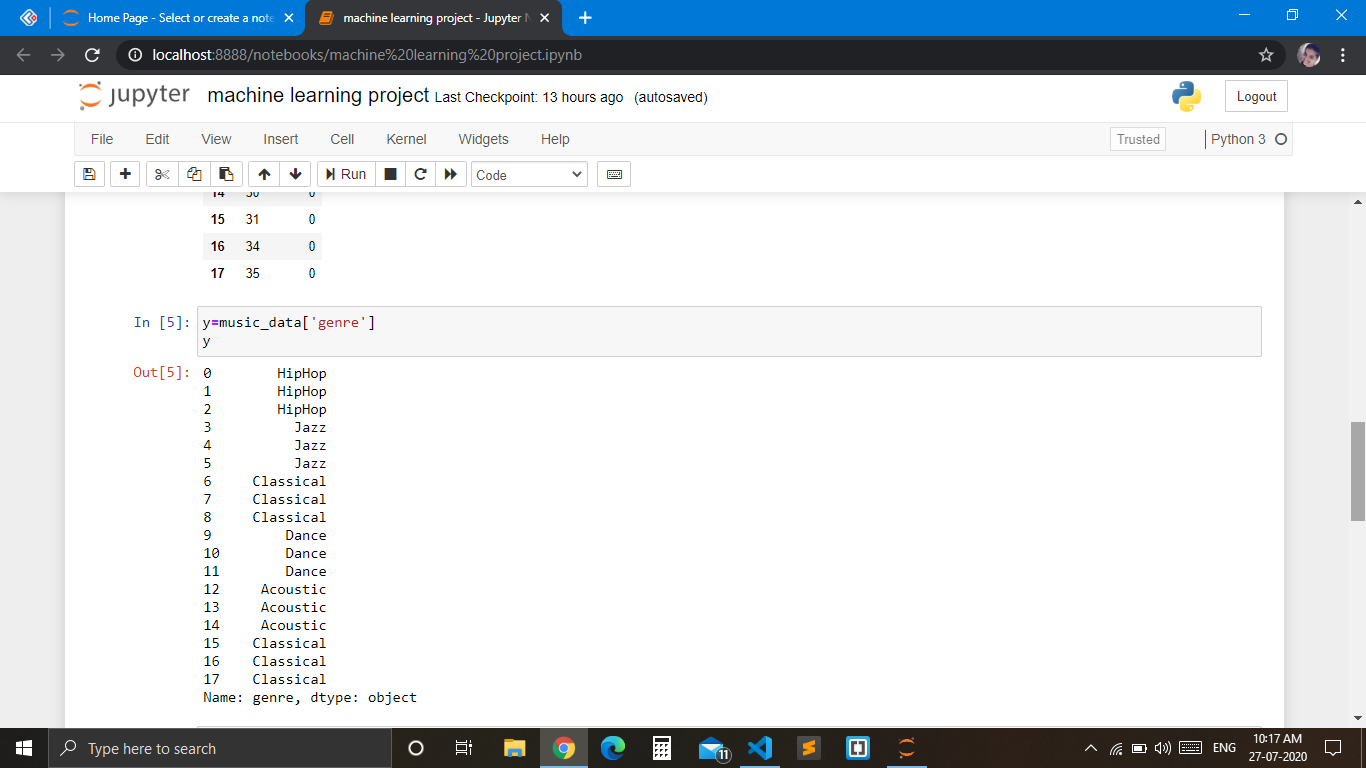 Home Page - Select or create a note
machine learning project - Jupyter N
localhost:8888/notebooks/machine%20learning%20project.ipynb
jupyter machine learning project Last Checkpoint: 13 hours ago (autosaved)
Logout
File Edit View Insert Cell Kernel Widgets Help
Trusted
Python 3
Run
Code
14 30 0
15 31 0
16 34 0
17 35 0
In [5]: y=music_data['genre']
y
Out[5]: 0 HipHop
1 HipHop
2 HipHop
3 Jazz
4 Jazz
5 Jazz
6 Classical
7 Classical
8 Classical
9 Dance
10 Dance
11 Dance
12 Acoustic
13 Acoustic
14 Acoustic
15 Classical
16 Classical
17 Classical
Name: genre, dtype: object
Type here to search
11
ENG
10:17 AM
27-07-2020